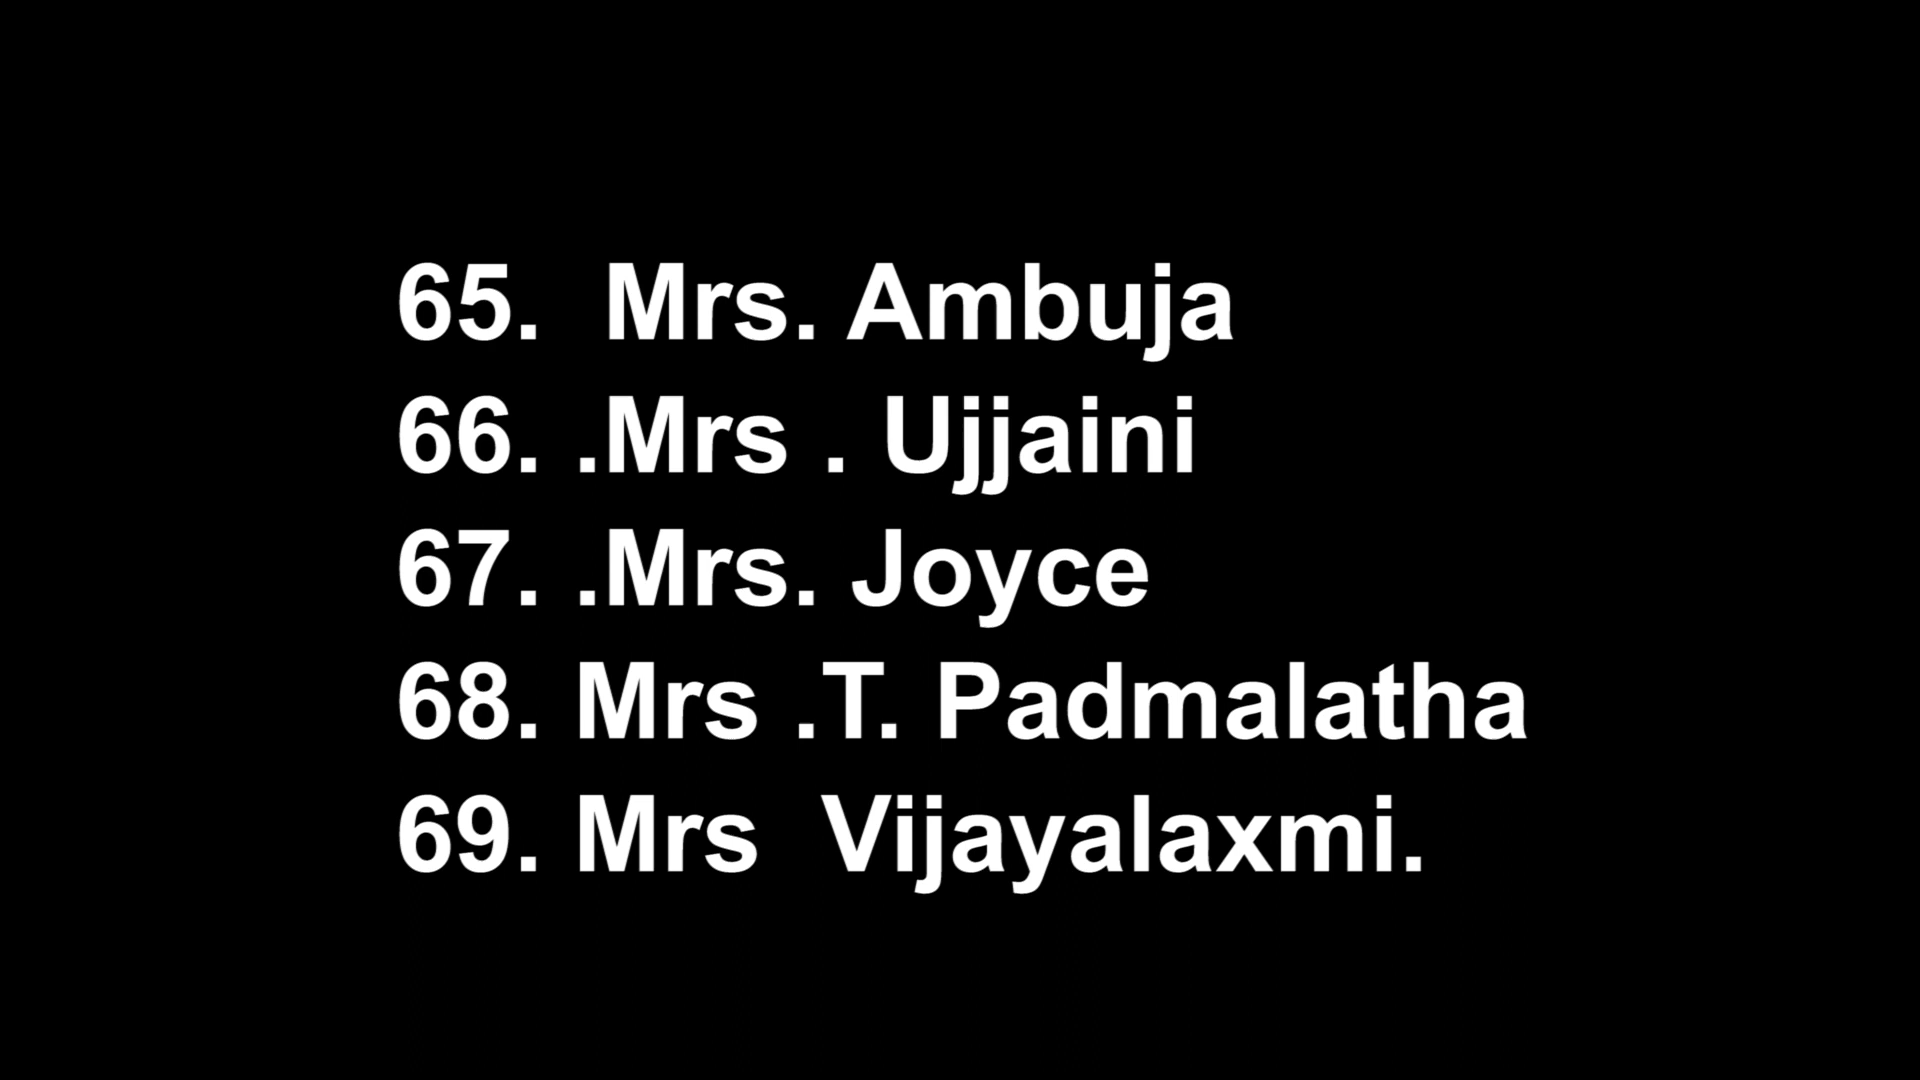 65.  Mrs. Ambuja
66. .Mrs . Ujjaini
67. .Mrs. Joyce
68. Mrs .T. Padmalatha
69. Mrs  Vijayalaxmi.